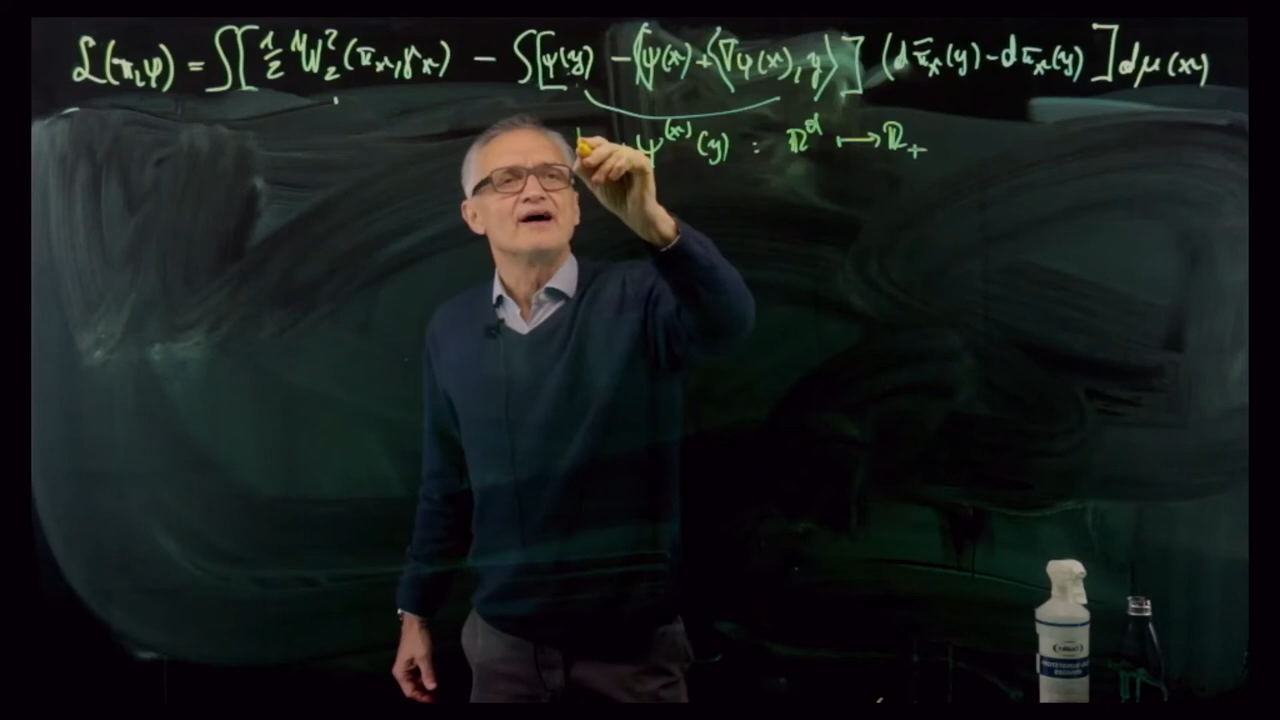 ℒ(π,ψ) = ∫[ 1/2 W₂²(π_x,γ_x) − ∫[ψ(y) − (ψ(x)+⟨∇ψ(x), y⟩] (dπ̄_x(y)−dπ_x(y) ] dμ(x)
ψ^(x)(y) : ℝ^d ⟼ ℝ₊